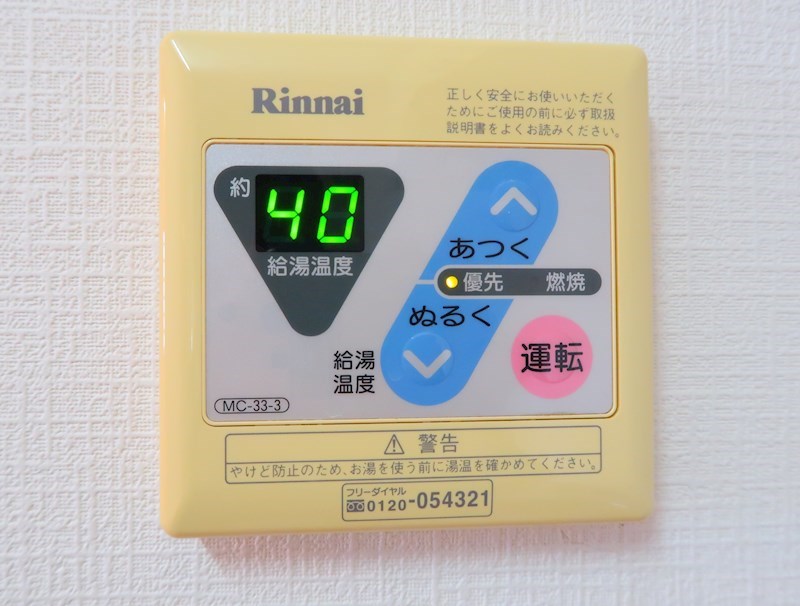 Rinnai
正しく安全にお使いいただく
ためにご使用の前に必ず取扱
説明書をよくお読みください。
約 40
給湯温度
あつく
優先 燃焼
ぬるく
給湯
温度
運転
MC-33-3
⚠ 警告
やけど防止のため、お湯を使う前に湯温を確かめてください。
フリーダイヤル
0120-054321